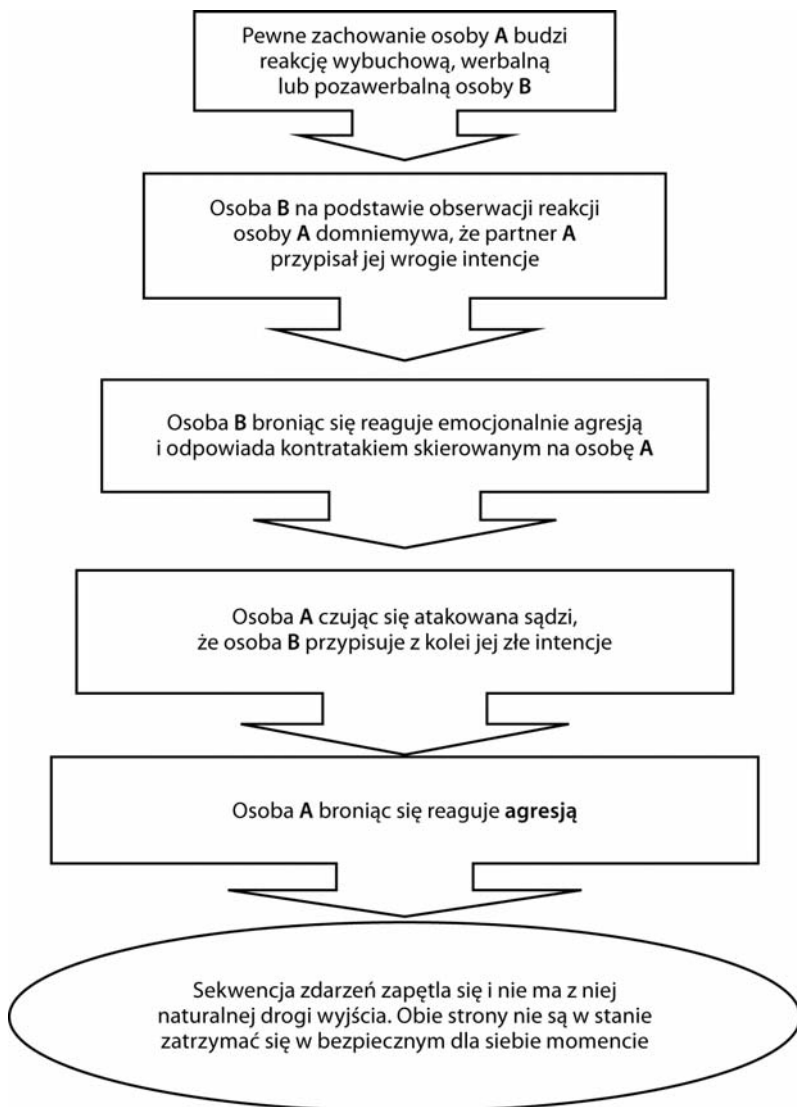 Pewne zachowanie osoby A budzi
reakcję wybuchową, werbalną
lub pozawerbalną osoby B
Osoba B na podstawie obserwacji reakcji
osoby A domniemywa, że partner A
przypisał jej wrogie intencje
Osoba B broniąc się reaguje emocjonalnie agresją
i odpowiada kontratakiem skierowanym na osobę A
Osoba A czując się atakowana sądzi,
że osoba B przypisuje z kolei jej złe intencje
Osoba A broniąc się reaguje agresją
Sekwencja zdarzeń zapętla się i nie ma z niej
naturalnej drogi wyjścia. Obie strony nie są w stanie
zatrzymać się w bezpiecznym dla siebie momencie